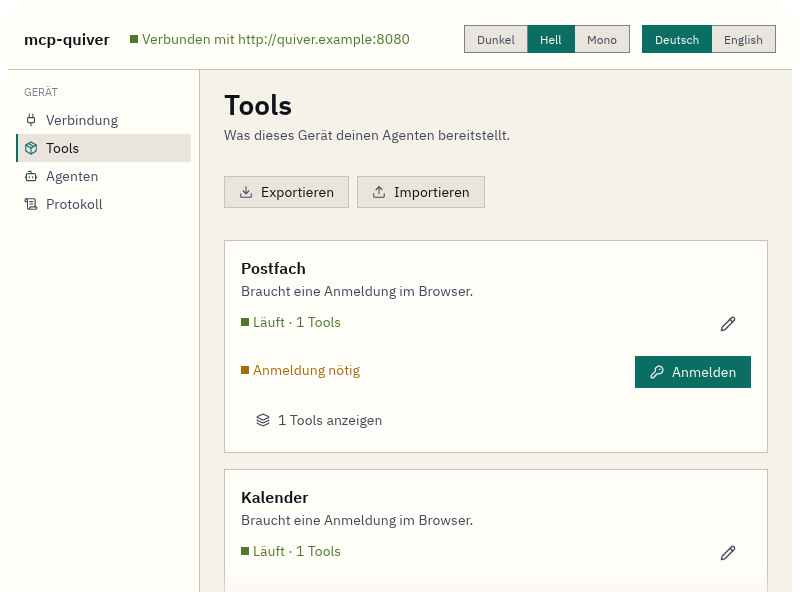 mcp-quiver
Verbunden mit http://quiver.example:8080
Dunkel
Hell
Mono
Deutsch
English
GERÄT
Verbindung
Tools
Agenten
Protokoll
Tools
Was dieses Gerät deinen Agenten bereitstellt.
Exportieren
Importieren
Postfach
Braucht eine Anmeldung im Browser.
Läuft · 1 Tools
Anmeldung nötig
Anmelden
1 Tools anzeigen
Kalender
Braucht eine Anmeldung im Browser.
Läuft · 1 Tools